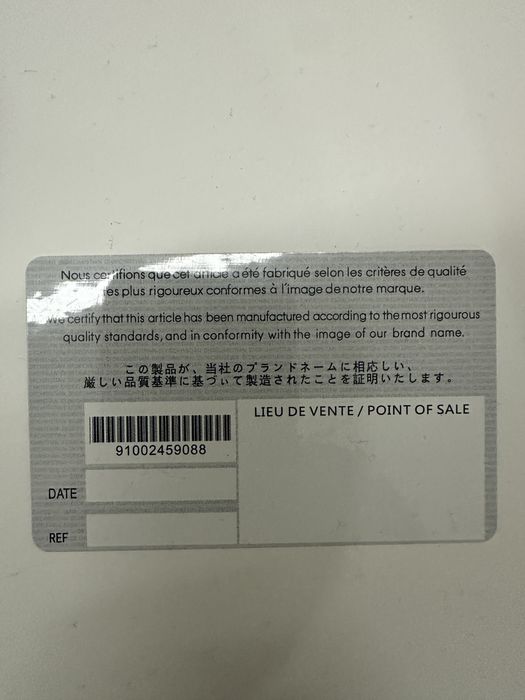 Nous certifions que cet article a été fabriqué selon les critères de qualité
les plus rigoureux conformes à l'image de notre marque.
We certify that this article has been manufactured according to the most rigourous
quality standards, and in conformity with the image of our brand name.
この製品が、当社のブランドネームに相応しい、
厳しい品質基準に基づいて製造されたことを証明いたします。
LIEU DE VENTE / POINT OF SALE
91002459088
DATE
REF